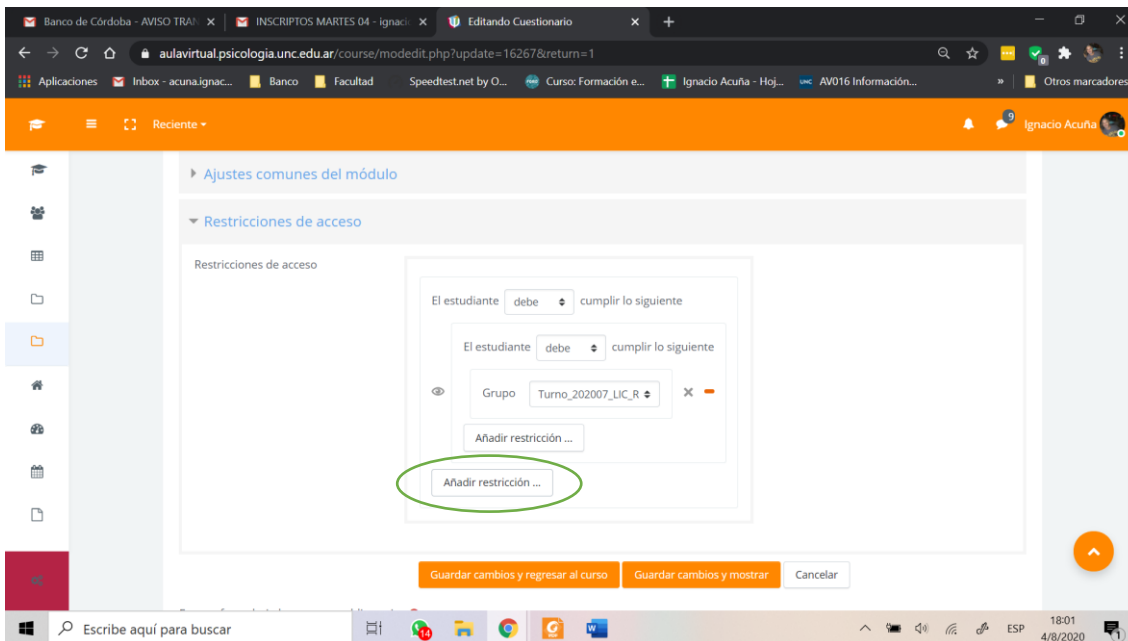 Banco de Córdoba - AVISO TRAN
INSCRIPTOS MARTES 04 - ignaci
Editando Cuestionario
aulavirtual.psicologia.unc.edu.ar/course/modedit.php?update=16267&return=1
Aplicaciones Inbox - acuna.ignac... Banco Facultad Speedtest.net by O... Curso: Formación e... Ignacio Acuña - Hoj... AV016 Información... » Otros marcadores
Reciente 9 Ignacio Acuña
Ajustes comunes del módulo
Restricciones de acceso
Restricciones de acceso
El estudiante debe cumplir lo siguiente
El estudiante debe cumplir lo siguiente
Grupo Turno_202007_LIC_R
Añadir restricción ...
Añadir restricción ...
Guardar cambios y regresar al curso Guardar cambios y mostrar Cancelar
Escribe aquí para buscar
14
ESP
18:01
4/8/2020
1